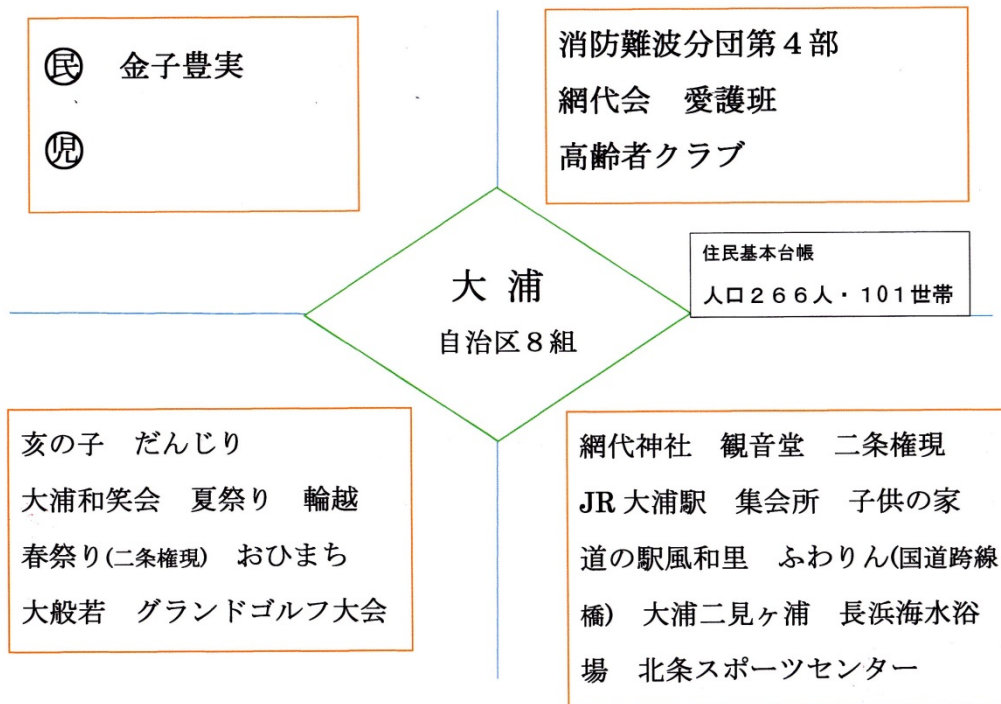 ㊩ 金子豊実
児
消防難波分団第４部
網代会 愛護班
高齢者クラブ
大浦
自治区８組
住民基本台帳
人口２６６人・101世帯
亥の子 だんじり
大浦和笑会 夏祭り 輪越
春祭り(二条権現) おひまち
大般若 グランドゴルフ大会
網代神社 観音堂 二条権現
JR大浦駅 集会所 子供の家
道の駅風和里 ふわりん(国道跨線
橋) 大浦二見ヶ浦 長浜海水浴
場 北条スポーツセンター